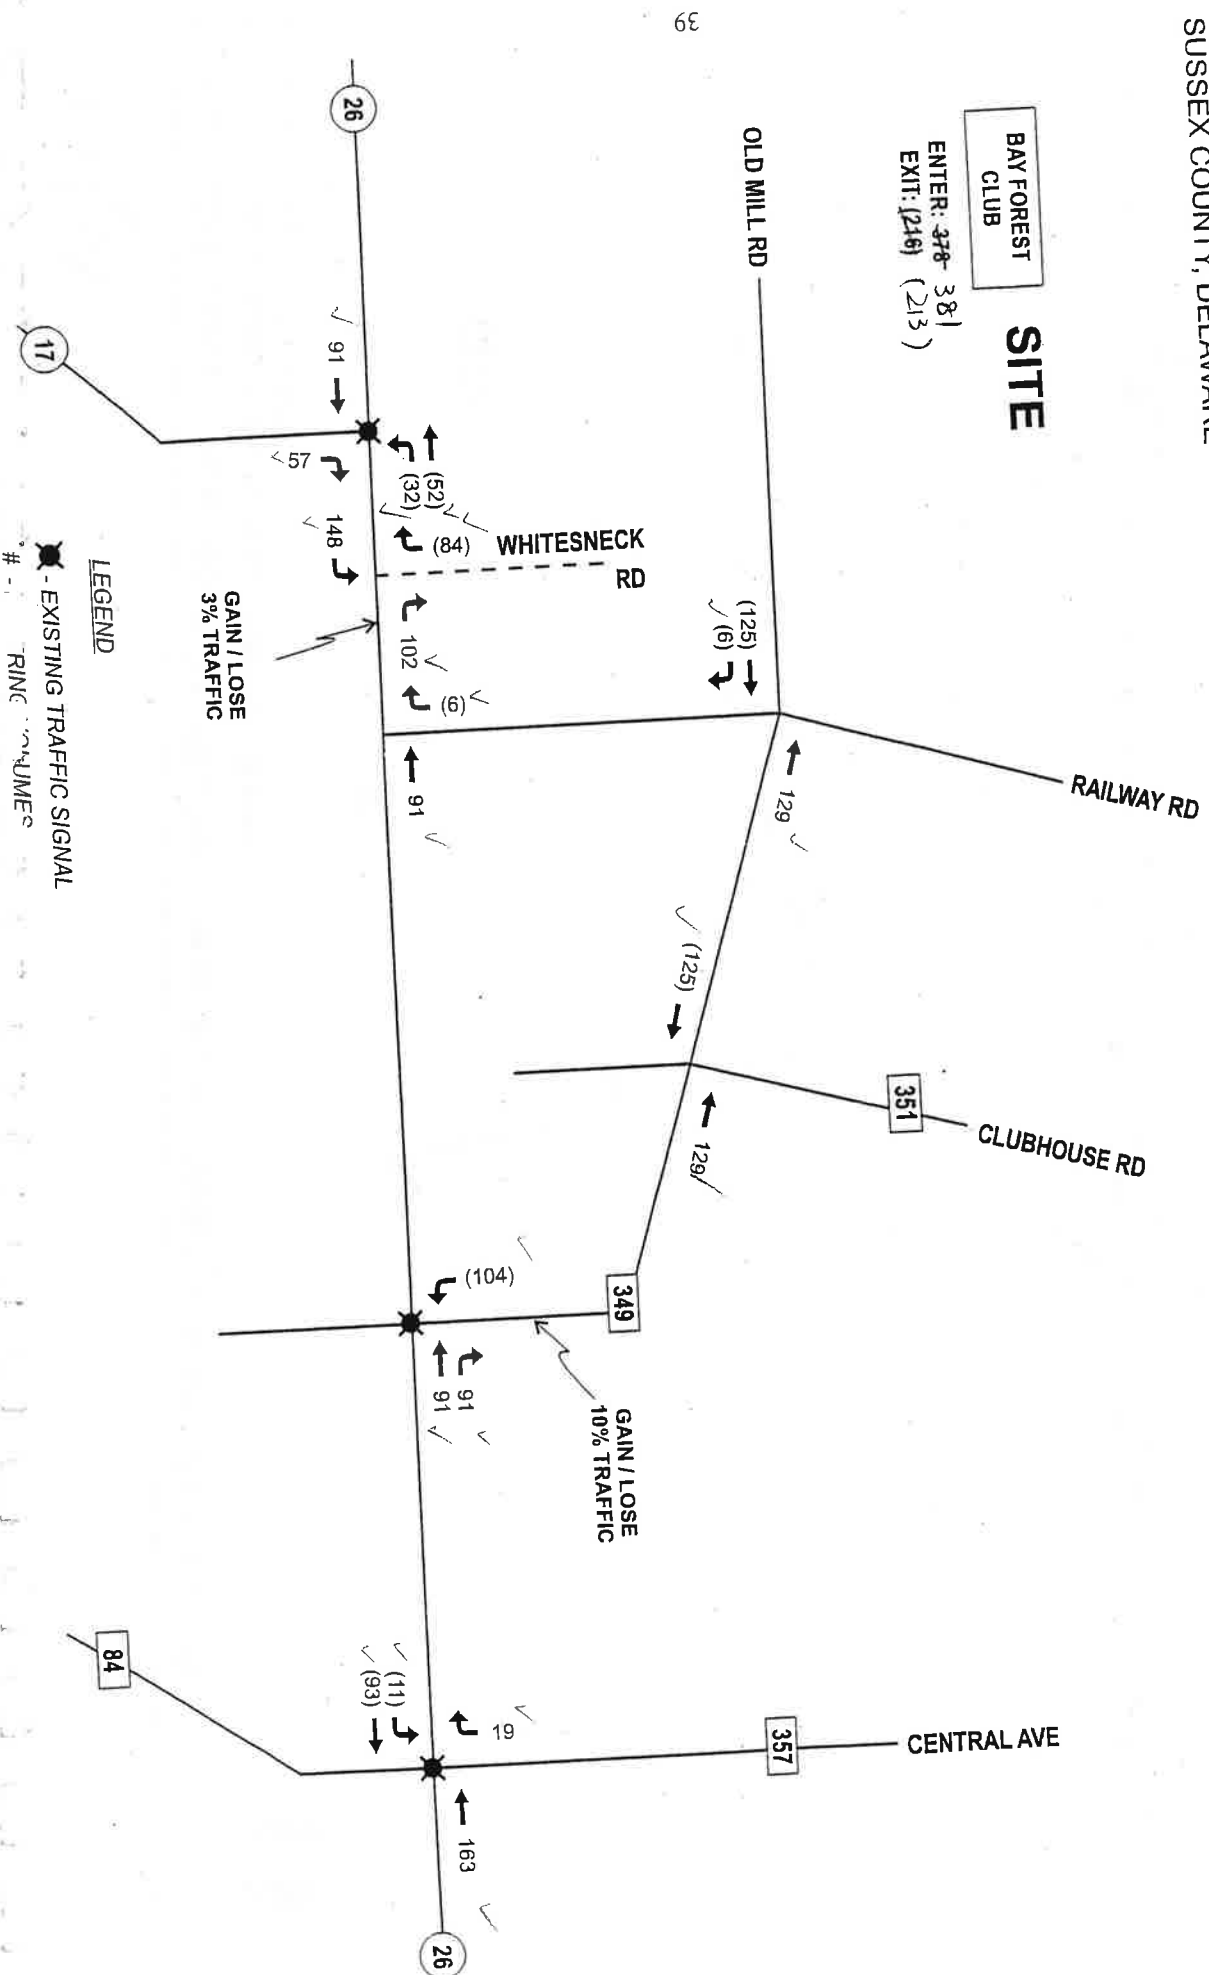 SUSSEX COUNTY, DELAWARE
39
BAY FOREST
CLUB
SITE
ENTER: 378 381
EXIT: (216) (213)
OLD MILL RD
RAILWAY RD
(125)
(6)
129
(125)
351
CLUBHOUSE RD
129
349
GAIN / LOSE
10% TRAFFIC
357
CENTRAL AVE
26
91
(52)
(32)
(84)
WHITESNECK
RD
102
(6)
91
(104)
91
91
19
163
26
57
148
(11)
(93)
17
GAIN / LOSE
3% TRAFFIC
84
LEGEND
- EXISTING TRAFFIC SIGNAL
# -